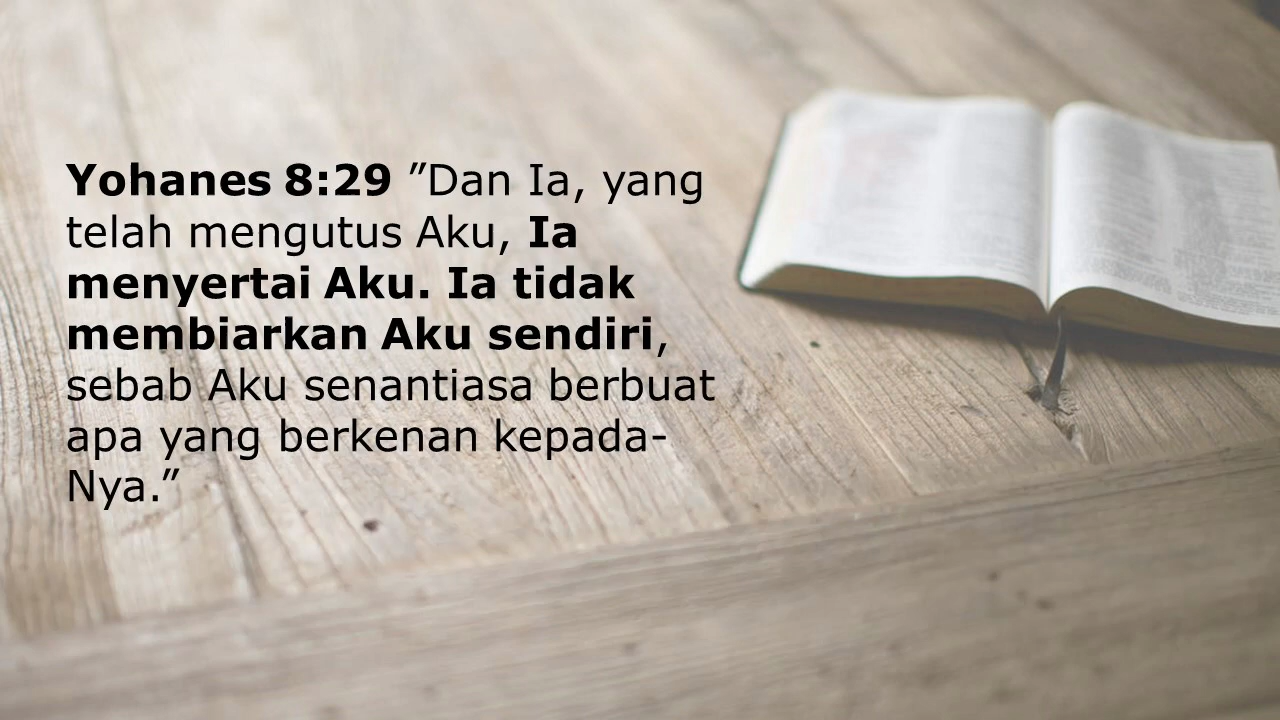 Yohanes 8:29 ”Dan Ia, yang
telah mengutus Aku, Ia
menyertai Aku. Ia tidak
membiarkan Aku sendiri,
sebab Aku senantiasa berbuat
apa yang berkenan kepada-
Nya.”